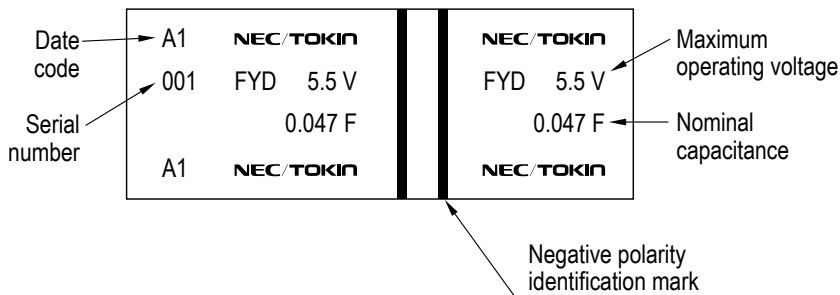 Date
code
A1 NEC/TOKIN NEC/TOKIN
Maximum
operating voltage
001 FYD 5.5 V FYD 5.5 V
Serial
number
0.047 F 0.047 F
Nominal
capacitance
A1 NEC/TOKIN NEC/TOKIN
Negative polarity
identification mark